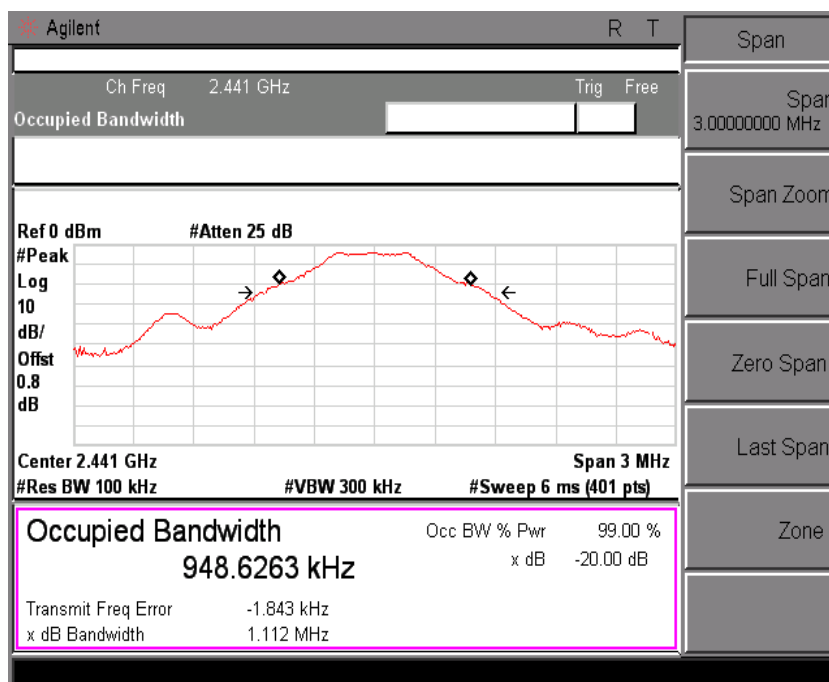 Agilent R T
Ch Freq 2.441 GHz Trig Free
Occupied Bandwidth
Ref 0 dBm #Atten 25 dB
#Peak
Log
10
dB/
Offst
0.8
dB
Center 2.441 GHz Span 3 MHz
#Res BW 100 kHz #VBW 300 kHz #Sweep 6 ms (401 pts)
Occupied Bandwidth Occ BW % Pwr 99.00 %
948.6263 kHz x dB -20.00 dB
Transmit Freq Error -1.843 kHz
x dB Bandwidth 1.112 MHz
Span
Span
3.00000000 MHz
Span Zoom
Full Span
Zero Span
Last Span
Zone